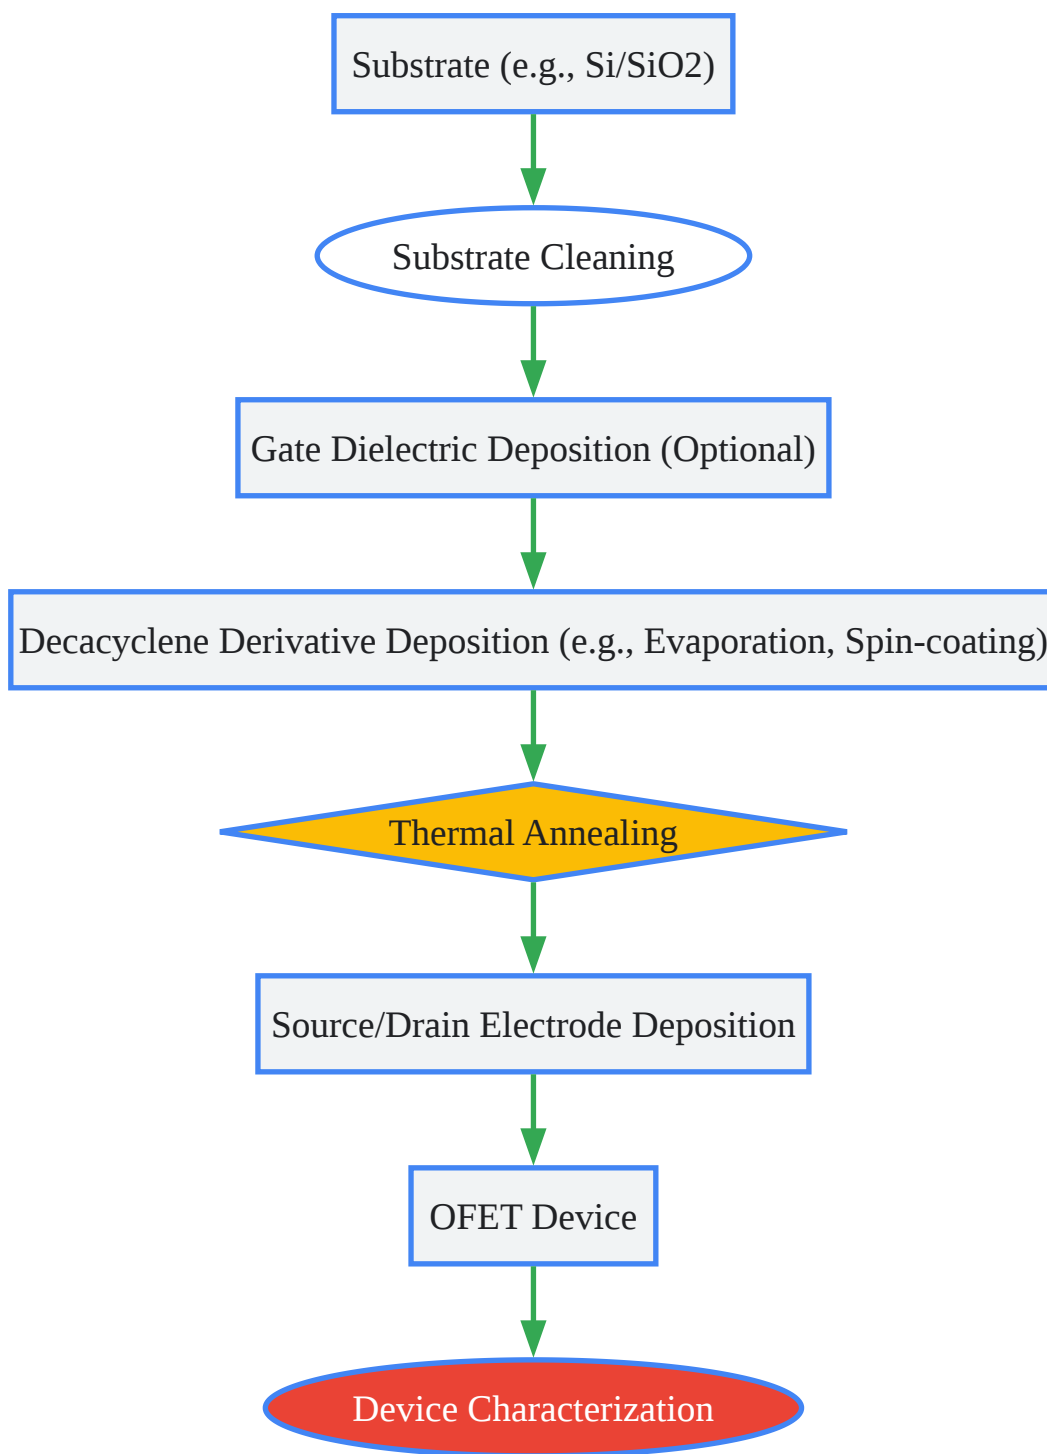 Substrate (e.g., Si/SiO2)
Substrate Cleaning
Gate Dielectric Deposition (Optional)
Decacyclene Derivative Deposition (e.g., Evaporation, Spin-coating)
Thermal Annealing
Source/Drain Electrode Deposition
OFET Device
Device Characterization